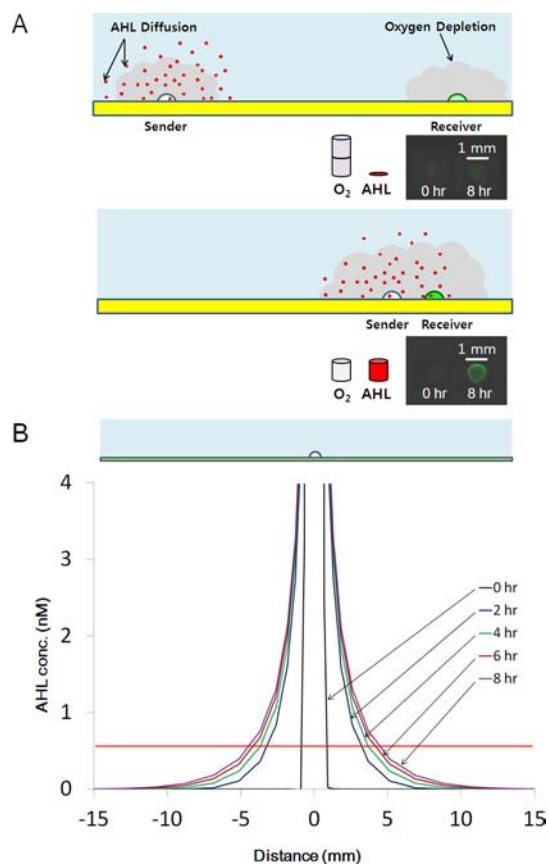 A
AHL Diffusion
Oxygen Depletion
Sender
Receiver
1 mm
0 hr 8 hr
O₂ AHL
Sender Receiver
1 mm
0 hr 8 hr
O₂ AHL
B
AHL conc. (nM)
4
3
2
1
0
0 hr
2 hr
4 hr
6 hr
8 hr
-15 -10 -5 0 5 10 15
Distance (mm)